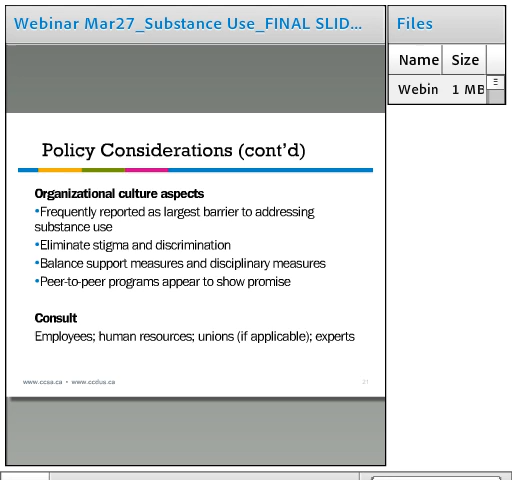 Webinar Mar27_Substance Use_FINAL SLID...
Files
Name Size
Webin 1 MB
Policy Considerations (cont'd)
Organizational culture aspects
•Frequently reported as largest barrier to addressing
substance use
•Eliminate stigma and discrimination
•Balance support measures and disciplinary measures
•Peer-to-peer programs appear to show promise
Consult
Employees; human resources; unions (if applicable); experts
www.ccsa.ca • www.ccdus.ca
21